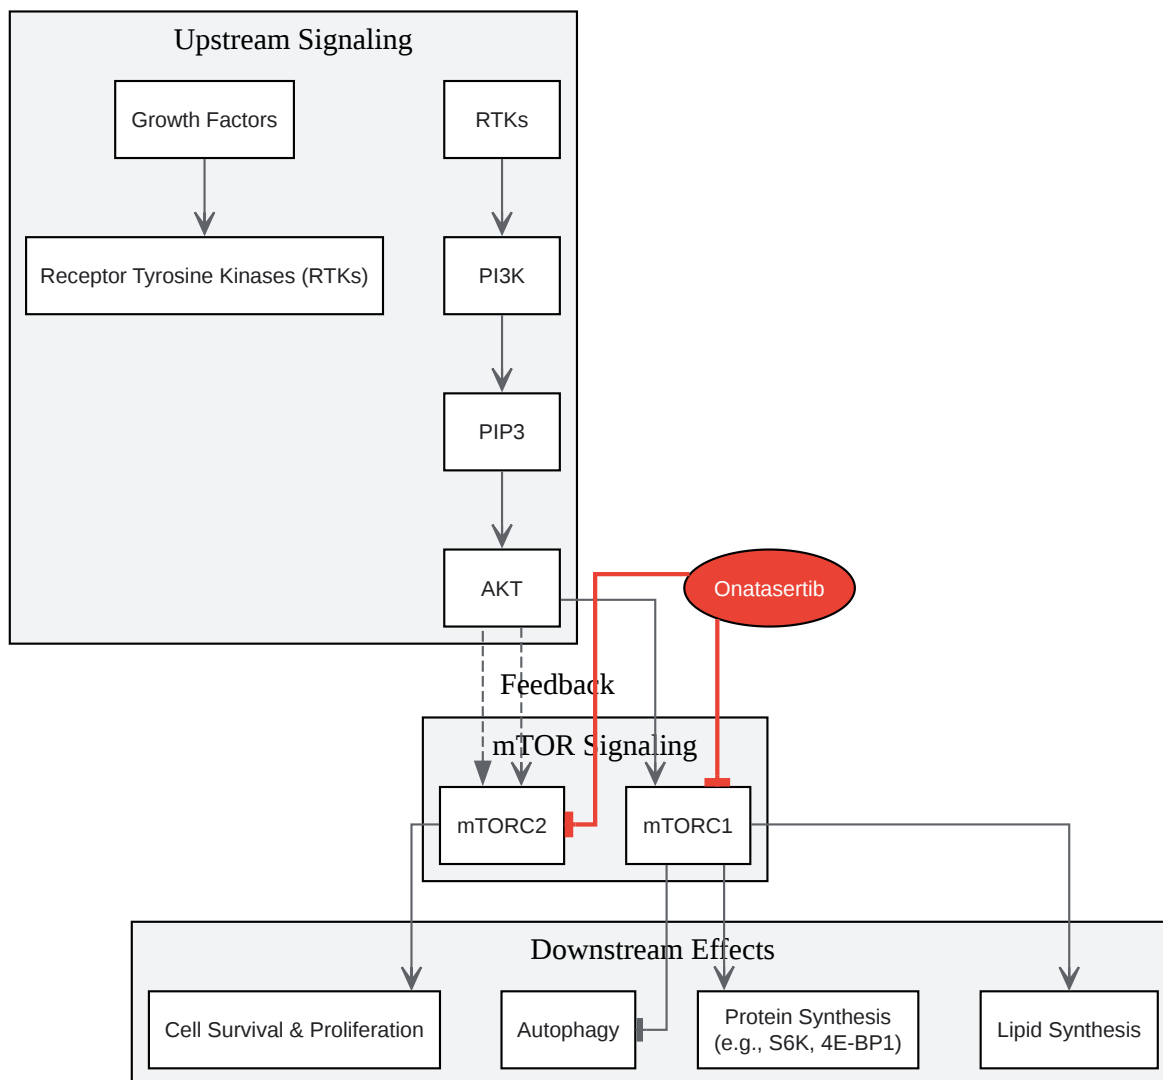 Upstream Signaling
Growth Factors
RTKs
Receptor Tyrosine Kinases (RTKs)
PI3K
PIP3
AKT
Onatasertib
Feedback
mTOR Signaling
mTORC2
mTORC1
Downstream Effects
Cell Survival & Proliferation
Autophagy
Protein Synthesis
(e.g., S6K, 4E-BP1)
Lipid Synthesis